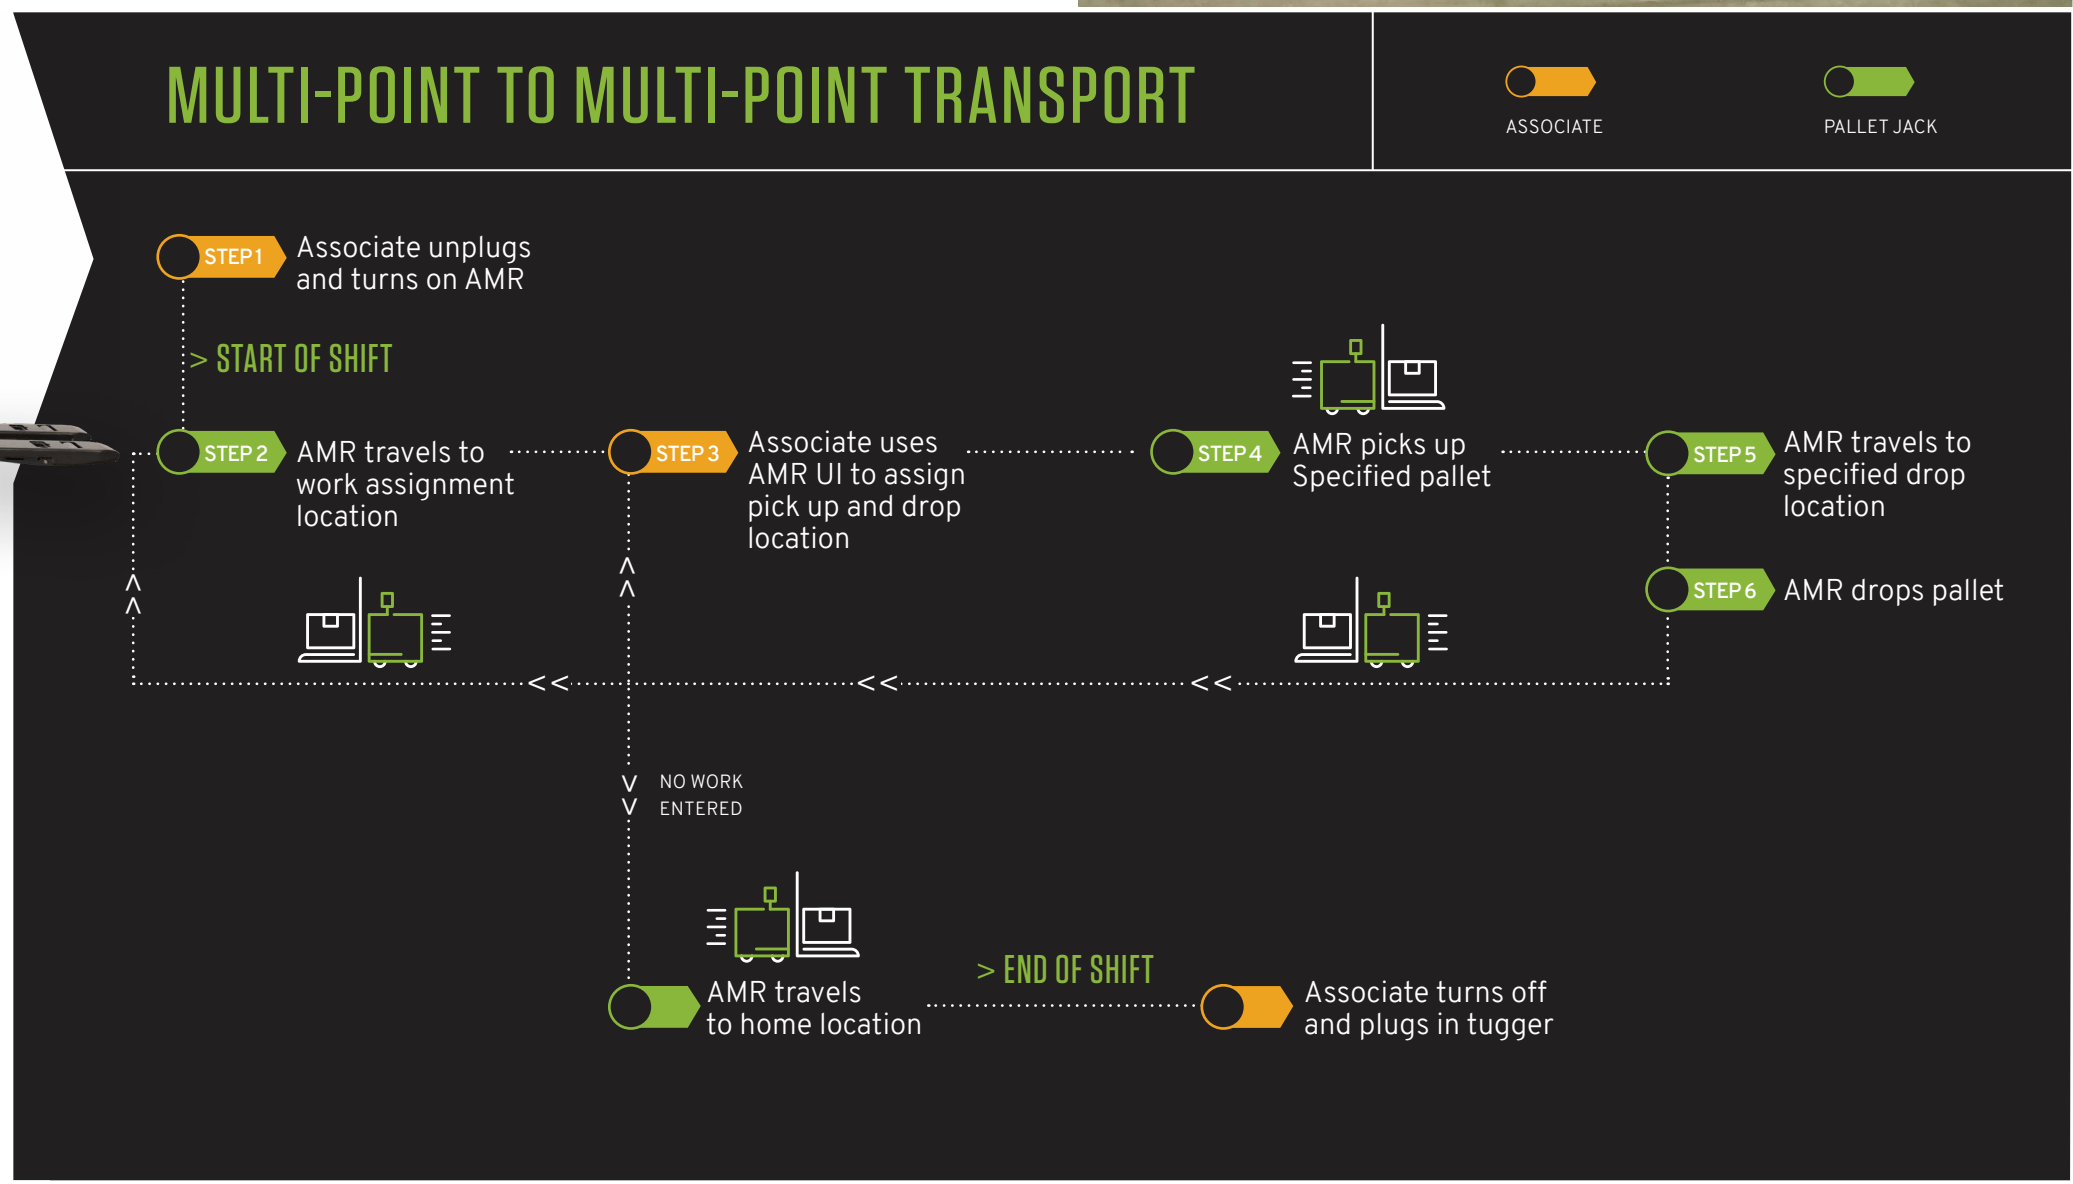 MULTI-POINT TO MULTI-POINT TRANSPORT
ASSOCIATE
PALLET JACK
STEP 1
Associate unplugs
and turns on AMR
> START OF SHIFT
STEP 2
AMR travels to
work assignment
location
STEP 3
Associate uses
AMR UI to assign
pick up and drop
location
STEP 4
AMR picks up
Specified pallet
STEP 5
AMR travels to
specified drop
location
STEP 6
AMR drops pallet
NO WORK
ENTERED
AMR travels
to home location
> END OF SHIFT
Associate turns off
and plugs in tugger